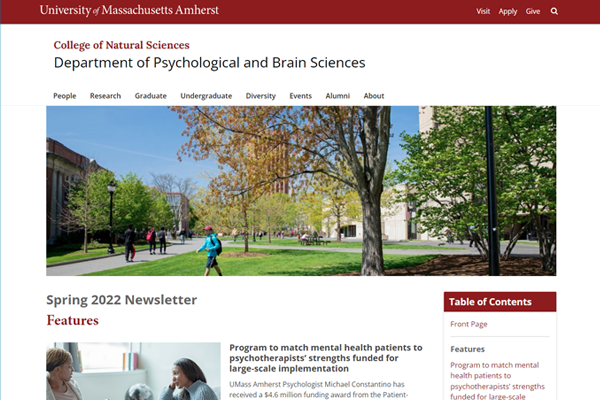 University of Massachusetts Amherst
Visit Apply Give
College of Natural Sciences
Department of Psychological and Brain Sciences
People Research Graduate Undergraduate Diversity Events Alumni About
Spring 2022 Newsletter
Features
Program to match mental health patients to
psychotherapists' strengths funded for
large-scale implementation
UMass Amherst Psychologist Michael Constantino has
received a $4.6 million funding award from the Patient-
Table of Contents
Front Page
Features
Program to match mental
health patients to
psychotherapists' strengths
funded for large-scale